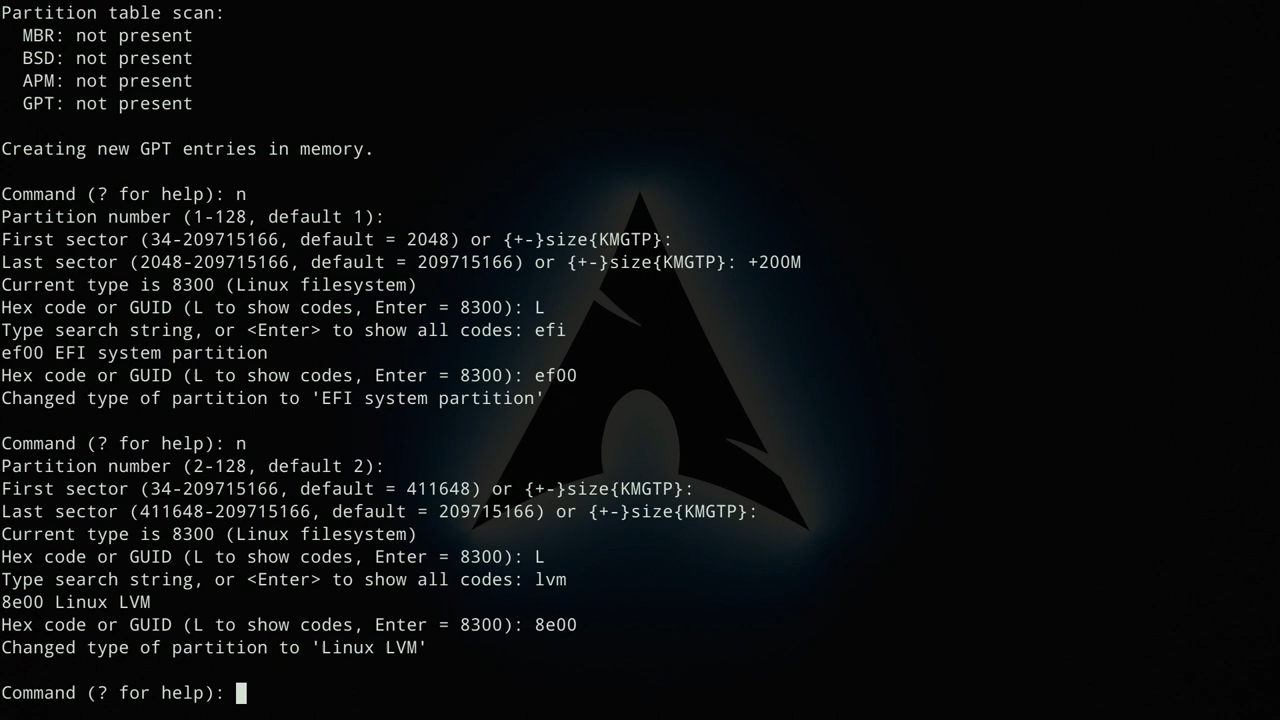 Partition table scan:
  MBR: not present
  BSD: not present
  APM: not present
  GPT: not present
Creating new GPT entries in memory.
Command (? for help): n
Partition number (1-128, default 1):
First sector (34-209715166, default = 2048) or {+-}size{KMGTP}:
Last sector (2048-209715166, default = 209715166) or {+-}size{KMGTP}: +200M
Current type is 8300 (Linux filesystem)
Hex code or GUID (L to show codes, Enter = 8300): L
Type search string, or <Enter> to show all codes: efi
ef00 EFI system partition
Hex code or GUID (L to show codes, Enter = 8300): ef00
Changed type of partition to 'EFI system partition'
Command (? for help): n
Partition number (2-128, default 2):
First sector (34-209715166, default = 411648) or {+-}size{KMGTP}:
Last sector (411648-209715166, default = 209715166) or {+-}size{KMGTP}:
Current type is 8300 (Linux filesystem)
Hex code or GUID (L to show codes, Enter = 8300): L
Type search string, or <Enter> to show all codes: lvm
8e00 Linux LVM
Hex code or GUID (L to show codes, Enter = 8300): 8e00
Changed type of partition to 'Linux LVM'
Command (? for help):